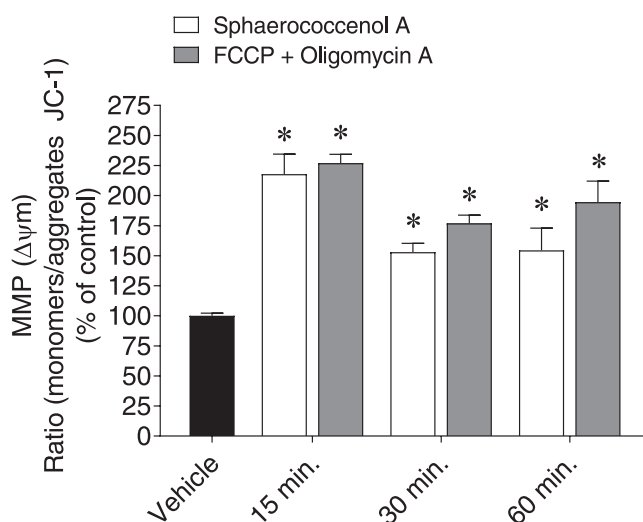 Sphaerococcenol A
FCCP + Oligomycin A
MMP (Δψm)
Ratio (monomers/aggregates JC-1)
(% of control)
275
250
225
200
175
150
125
100
75
50
25
0
* * * * * *
Vehicle
15 min.
30 min.
60 min.